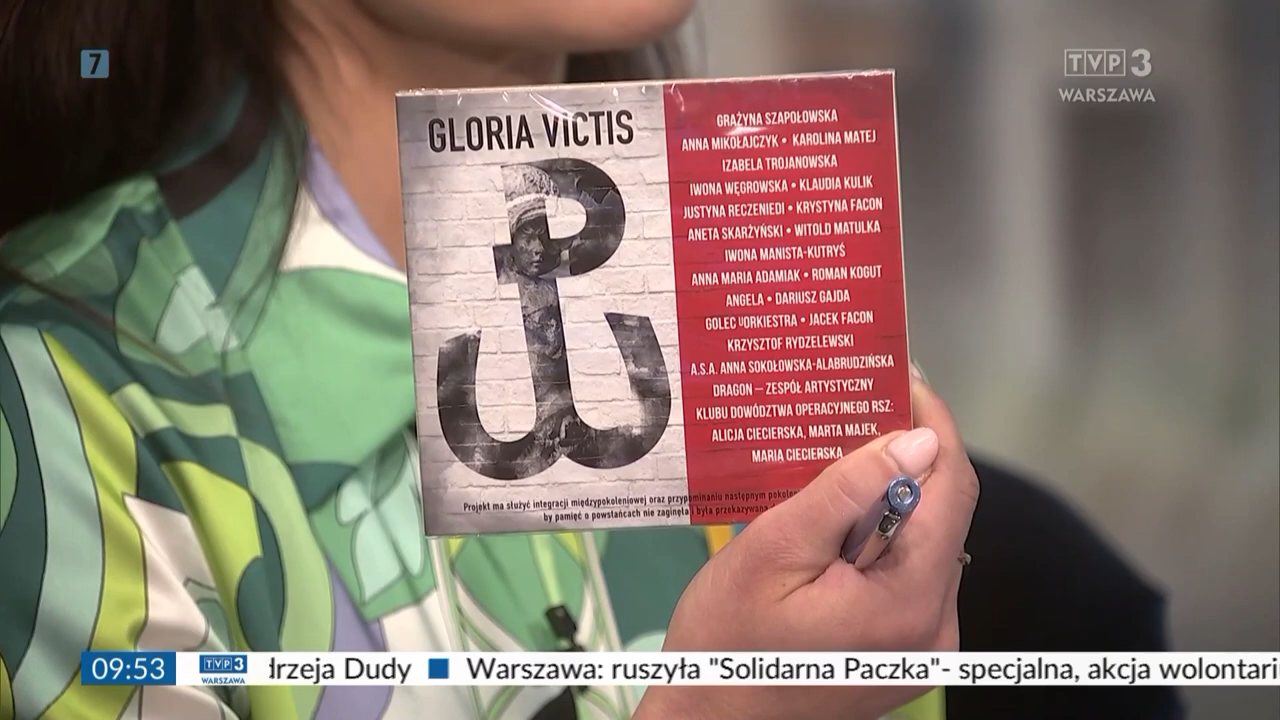 7
TVP 3
WARSZAWA
GLORIA VICTIS
GRAŻYNA SZAPOŁOWSKA
ANNA MIKOŁAJCZYK • KAROLINA MATEJ
IZABELA TROJANOWSKA
IWONA WĘGROWSKA • KLAUDIA KULIK
JUSTYNA RECZENIEDI • KRYSTYNA FACON
ANETA SKARŻYŃSKI • WITOLD MATULKA
IWONA MANISTA-KUTRYŚ
ANNA MARIA ADAMIAK • ROMAN KOGUT
ANGELA • DARIUSZ GAJDA
GOLEC uORKIESTRA • JACEK FACON
KRZYSZTOF RYDZELEWSKI
A.S.A. ANNA SOKOŁOWSKA-ALABRUDZIŃSKA
DRAGON – ZESPÓŁ ARTYSTYCZNY
KLUBU DOWÓDZTWA OPERACYJNEGO RSZ:
ALICJA CIECIERSKA, MARTA MAJEK,
MARIA CIECIERSKA
Projekt ma służyć integracji międzypokoleniowej oraz przypominaniu następnym
by pamięć o powstańcach nie zaginęła i była przekazywana
09:53 TVP3 WARSZAWA drzeja Dudy Warszawa: ruszyła "Solidarna Paczka"- specjalna, akcja wolontari